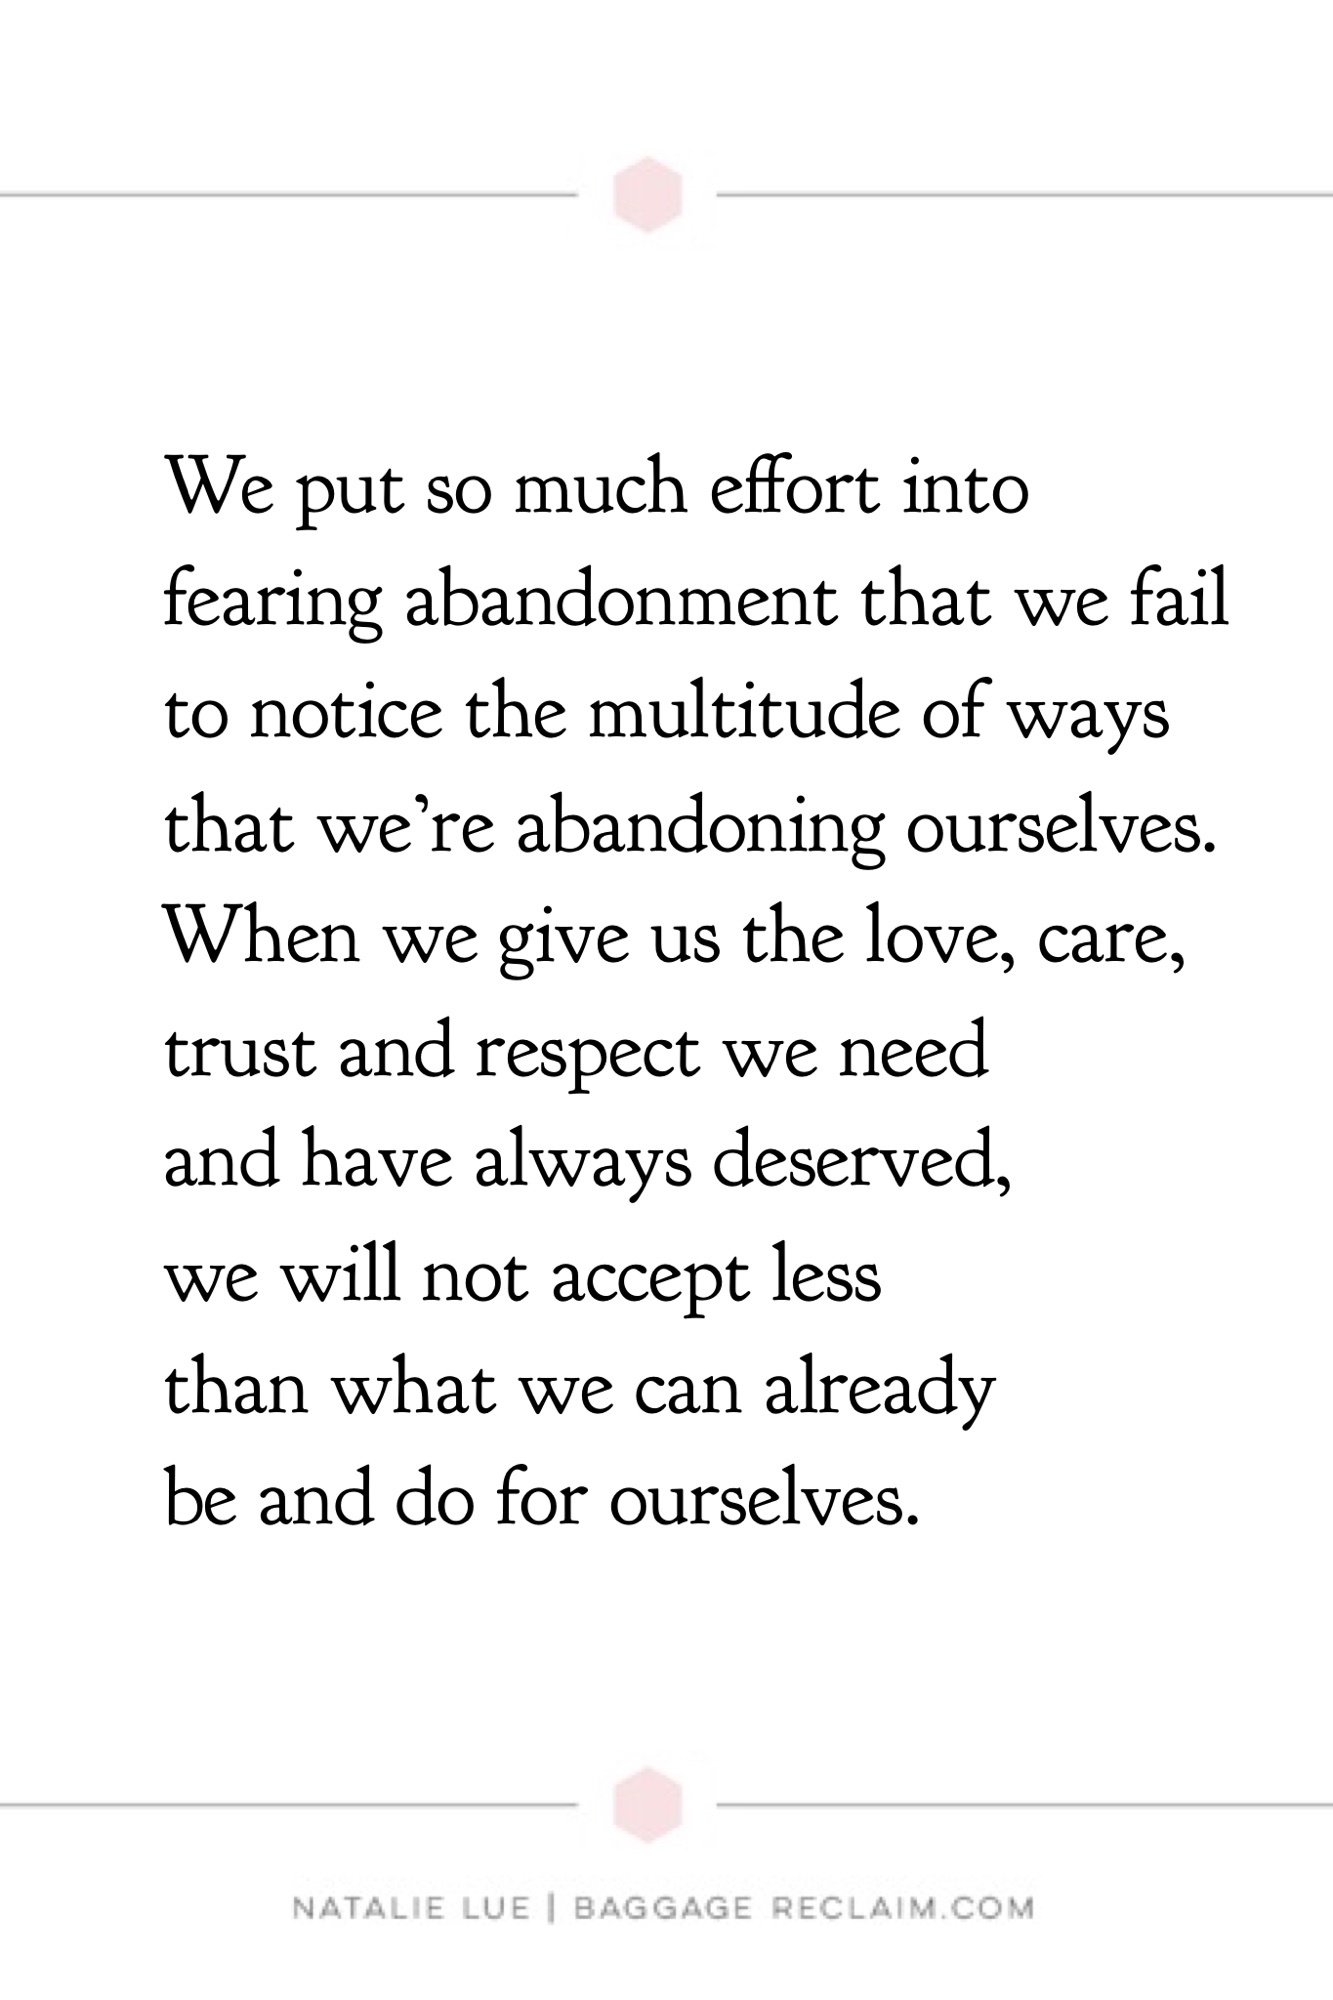 We put so much effort into
fearing abandonment that we fail
to notice the multitude of ways
that we’re abandoning ourselves.
When we give us the love, care,
trust and respect we need
and have always deserved,
we will not accept less
than what we can already
be and do for ourselves.
NATALIE LUE | BAGGAGE RECLAIM.COM